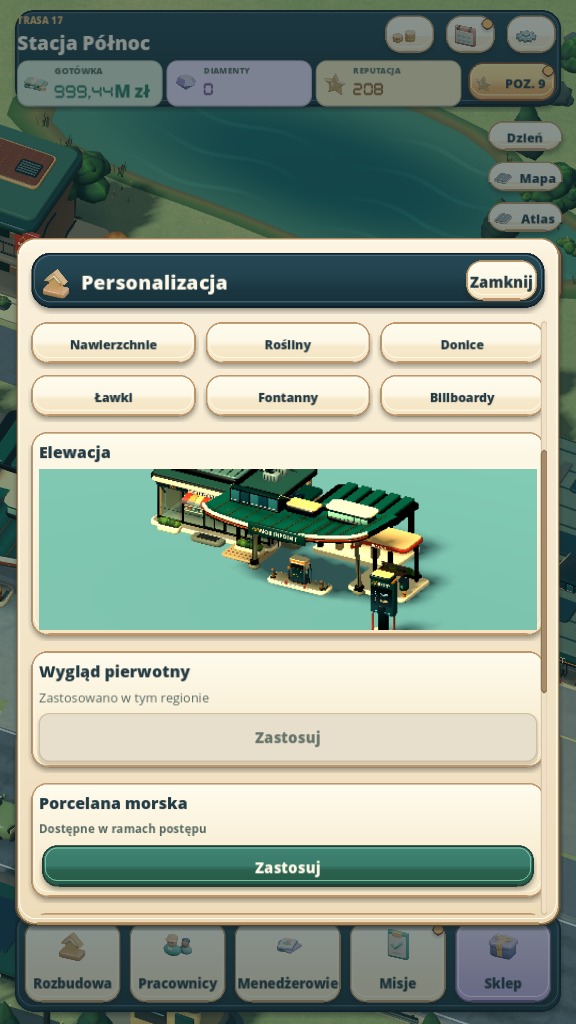 TRASA 17
Stacja Północ
GOTÓWKA
999,44M zł
DIAMENTY
0
REPUTACJA
208
POZ. 9
Dzień
Mapa
Atlas
Personalizacja
Zamknij
Nawierzchnie
Rośliny
Donice
Ławki
Fontanny
Billboardy
Elewacja
Wygląd pierwotny
Zastosowano w tym regionie
Zastosuj
Porcelana morska
Dostępne w ramach postępu
Zastosuj
Rozbudowa
Pracownicy
Menedżerowie
Misje
Sklep